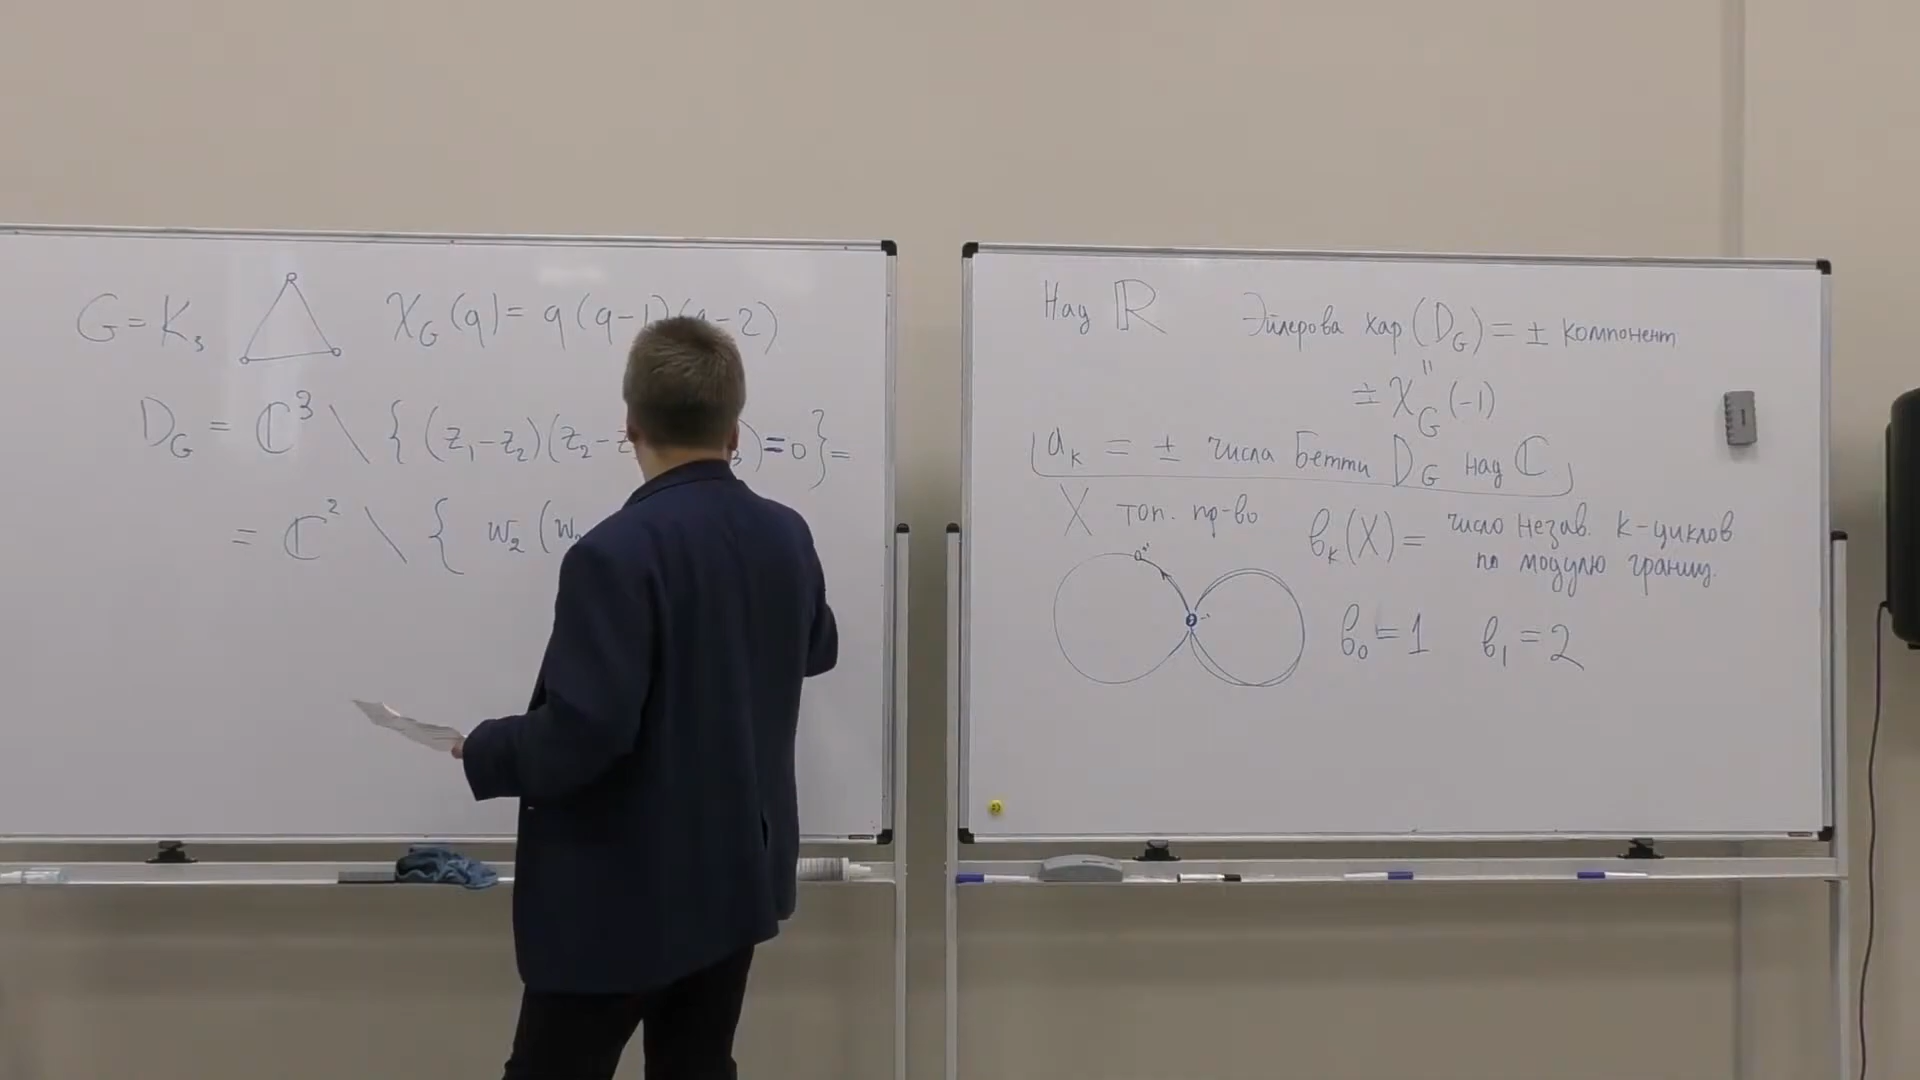 G = K₃ χ_G(q) = q(q-1)(q-2)
D_G = ℂ³ \ { (z₁-z₂)(z₂-z )=0 } =
= ℂ² \ { w₂ (w
Над ℝ Эйлерова хар (D_G) = ± компонент
"
± χ_G(-1)
a_k = ± числа Бетти D_G над ℂ
X топ. пр-во b_k(X) = число незав. k-циклов
по модулю границ.
b₀ = 1 b₁ = 2